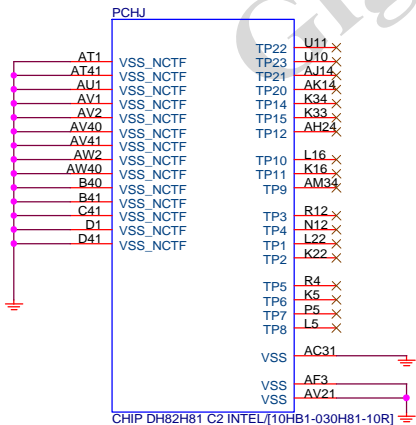 PCHJ
AT1 VSS_NCTF
AT41 VSS_NCTF
AU1 VSS_NCTF
AV1 VSS_NCTF
AV2 VSS_NCTF
AV40 VSS_NCTF
AV41 VSS_NCTF
AW2 VSS_NCTF
AW40 VSS_NCTF
B40 VSS_NCTF
B41 VSS_NCTF
C41 VSS_NCTF
D1 VSS_NCTF
D41 VSS_NCTF
TP22 U11
TP23 U10
TP21 AJ14
TP20 AK14
TP14 K34
TP15 K33
TP12 AH24
TP10 L16
TP11 K16
TP9 AM34
TP3 R12
TP4 N12
TP1 L22
TP2 K22
TP5 R4
TP6 K5
TP7 P5
TP8 L5
VSS AC31
VSS AF3
VSS AV21
CHIP DH82H81 C2 INTEL/[10HB1-030H81-10R]